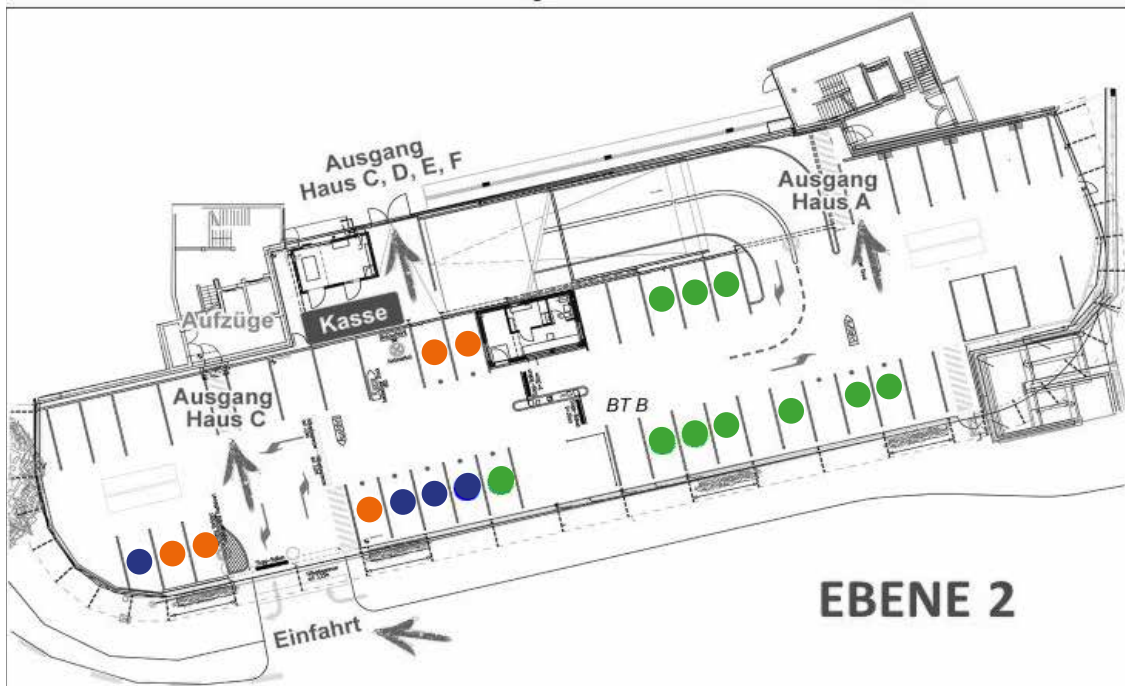 Ausgang
Haus C, D, E, F
Ausgang
Haus A
Aufzüge
Kasse
Ausgang
Haus C
BT B
EBENE 2
Einfahrt